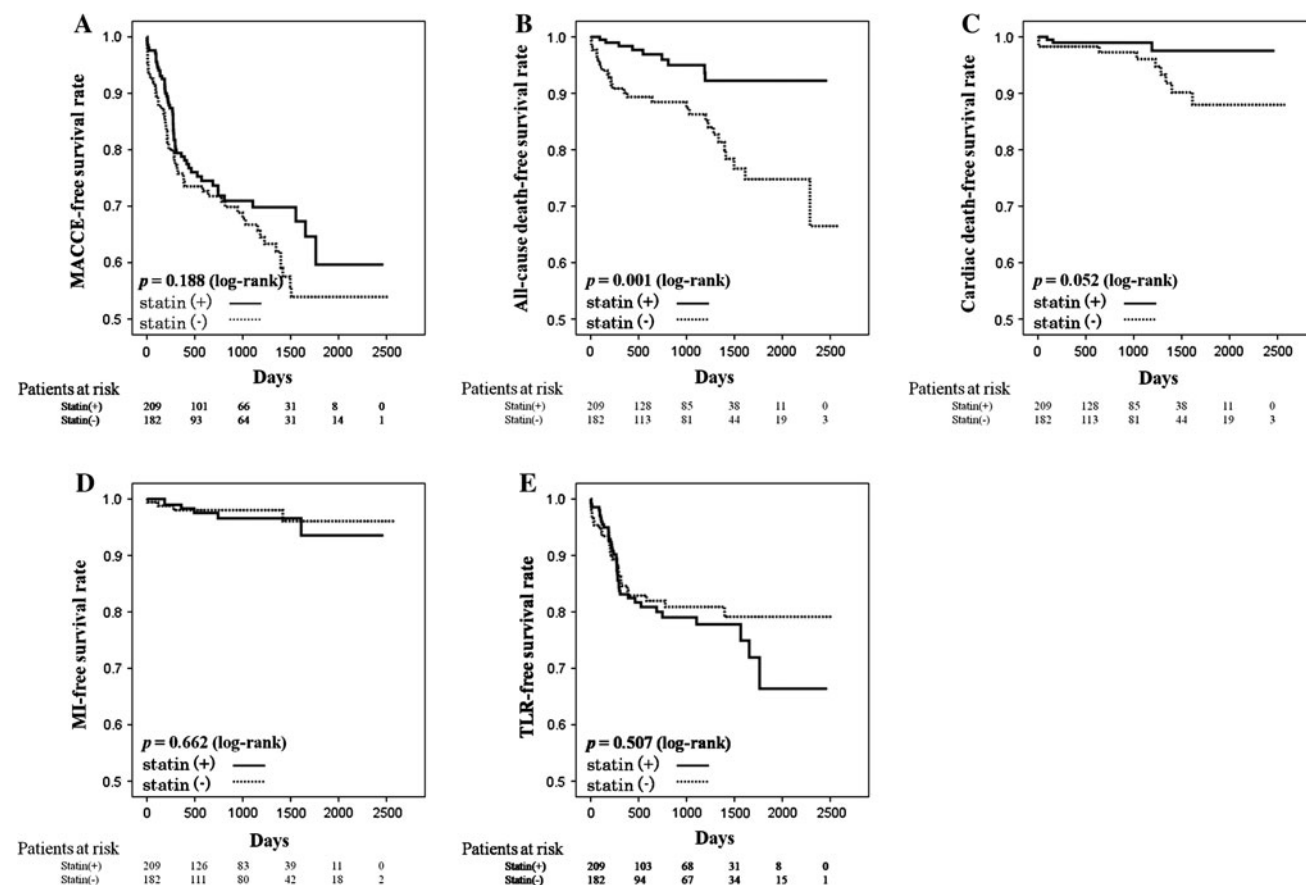 A
MACCE-free survival rate
1.0
0.9
0.8
0.7
0.6
0.5
p = 0.188 (log-rank)
statin (+)
statin (-)
0 500 1000 1500 2000 2500
Days
Patients at risk
Statin(+) 209 101 66 31 8 0
Statin(-) 182 93 64 31 14 1
B
All-cause death-free survival rate
1.0
0.9
0.8
0.7
0.6
0.5
p = 0.001 (log-rank)
statin (+)
statin (-)
0 500 1000 1500 2000 2500
Days
Patients at risk
Statin(+) 209 128 85 38 11 0
Statin(-) 182 113 81 44 19 3
C
Cardiac death-free survival rate
1.0
0.9
0.8
0.7
0.6
0.5
p = 0.052 (log-rank)
statin (+)
statin (-)
0 500 1000 1500 2000 2500
Days
Patients at risk
Statin(+) 209 128 85 38 11 0
Statin(-) 182 113 81 44 19 3
D
MI-free survival rate
1.0
0.9
0.8
0.7
0.6
0.5
p = 0.662 (log-rank)
statin (+)
statin (-)
0 500 1000 1500 2000 2500
Days
Patients at risk
Statin(+) 209 126 83 39 11 0
Statin(-) 182 111 80 42 18 2
E
TLR-free survival rate
1.0
0.9
0.8
0.7
0.6
0.5
p = 0.507 (log-rank)
statin (+)
statin (-)
0 500 1000 1500 2000 2500
Days
Patients at risk
Statin(+) 209 103 68 31 8 0
Statin(-) 182 94 67 34 15 1